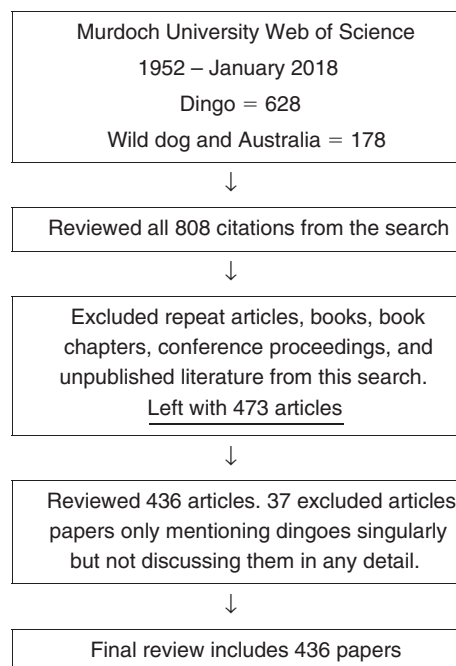 Murdoch University Web of Science
1952 – January 2018
Dingo = 628
Wild dog and Australia = 178
↓
Reviewed all 808 citations from the search
↓
Excluded repeat articles, books, book
chapters, conference proceedings, and
unpublished literature from this search.
Left with 473 articles
↓
Reviewed 436 articles. 37 excluded articles
papers only mentioning dingoes singularly
but not discussing them in any detail.
↓
Final review includes 436 papers